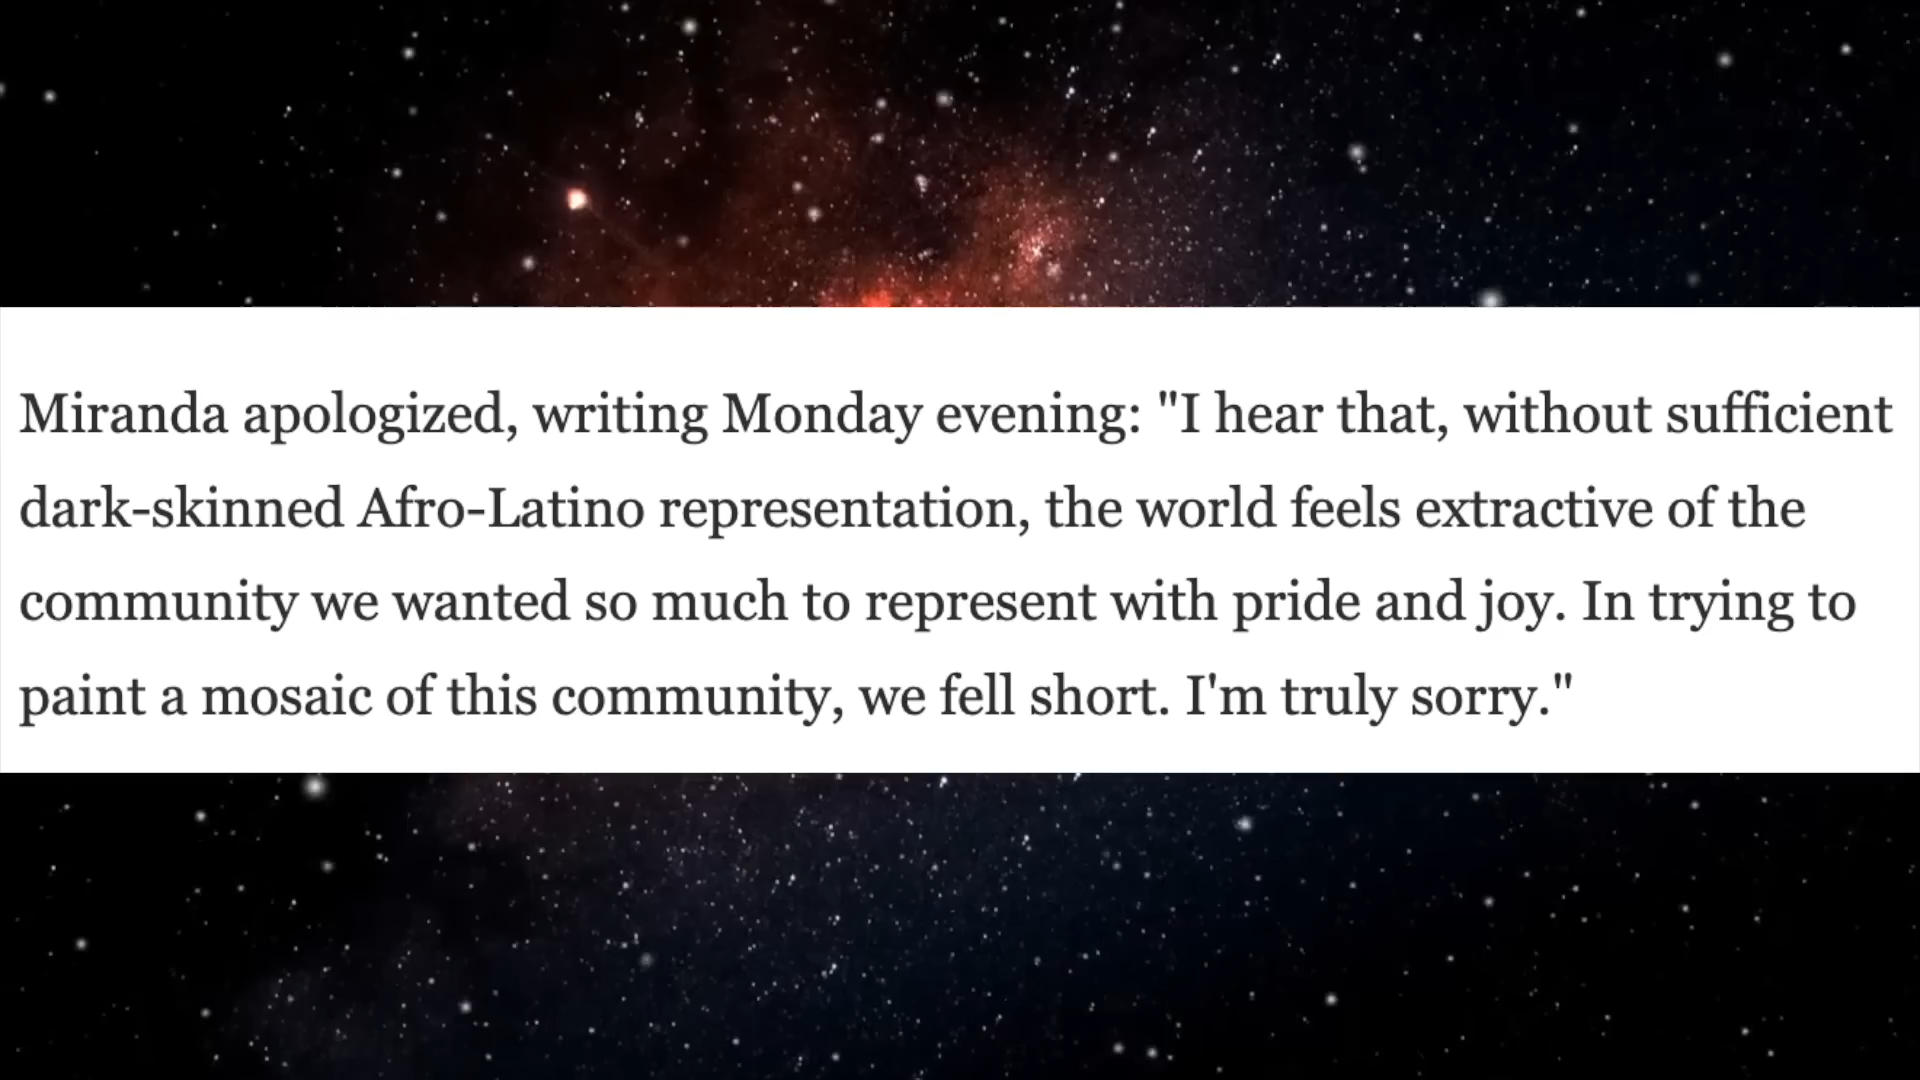 Miranda apologized, writing Monday evening: "I hear that, without sufficient
dark-skinned Afro-Latino representation, the world feels extractive of the
community we wanted so much to represent with pride and joy. In trying to
paint a mosaic of this community, we fell short. I'm truly sorry."